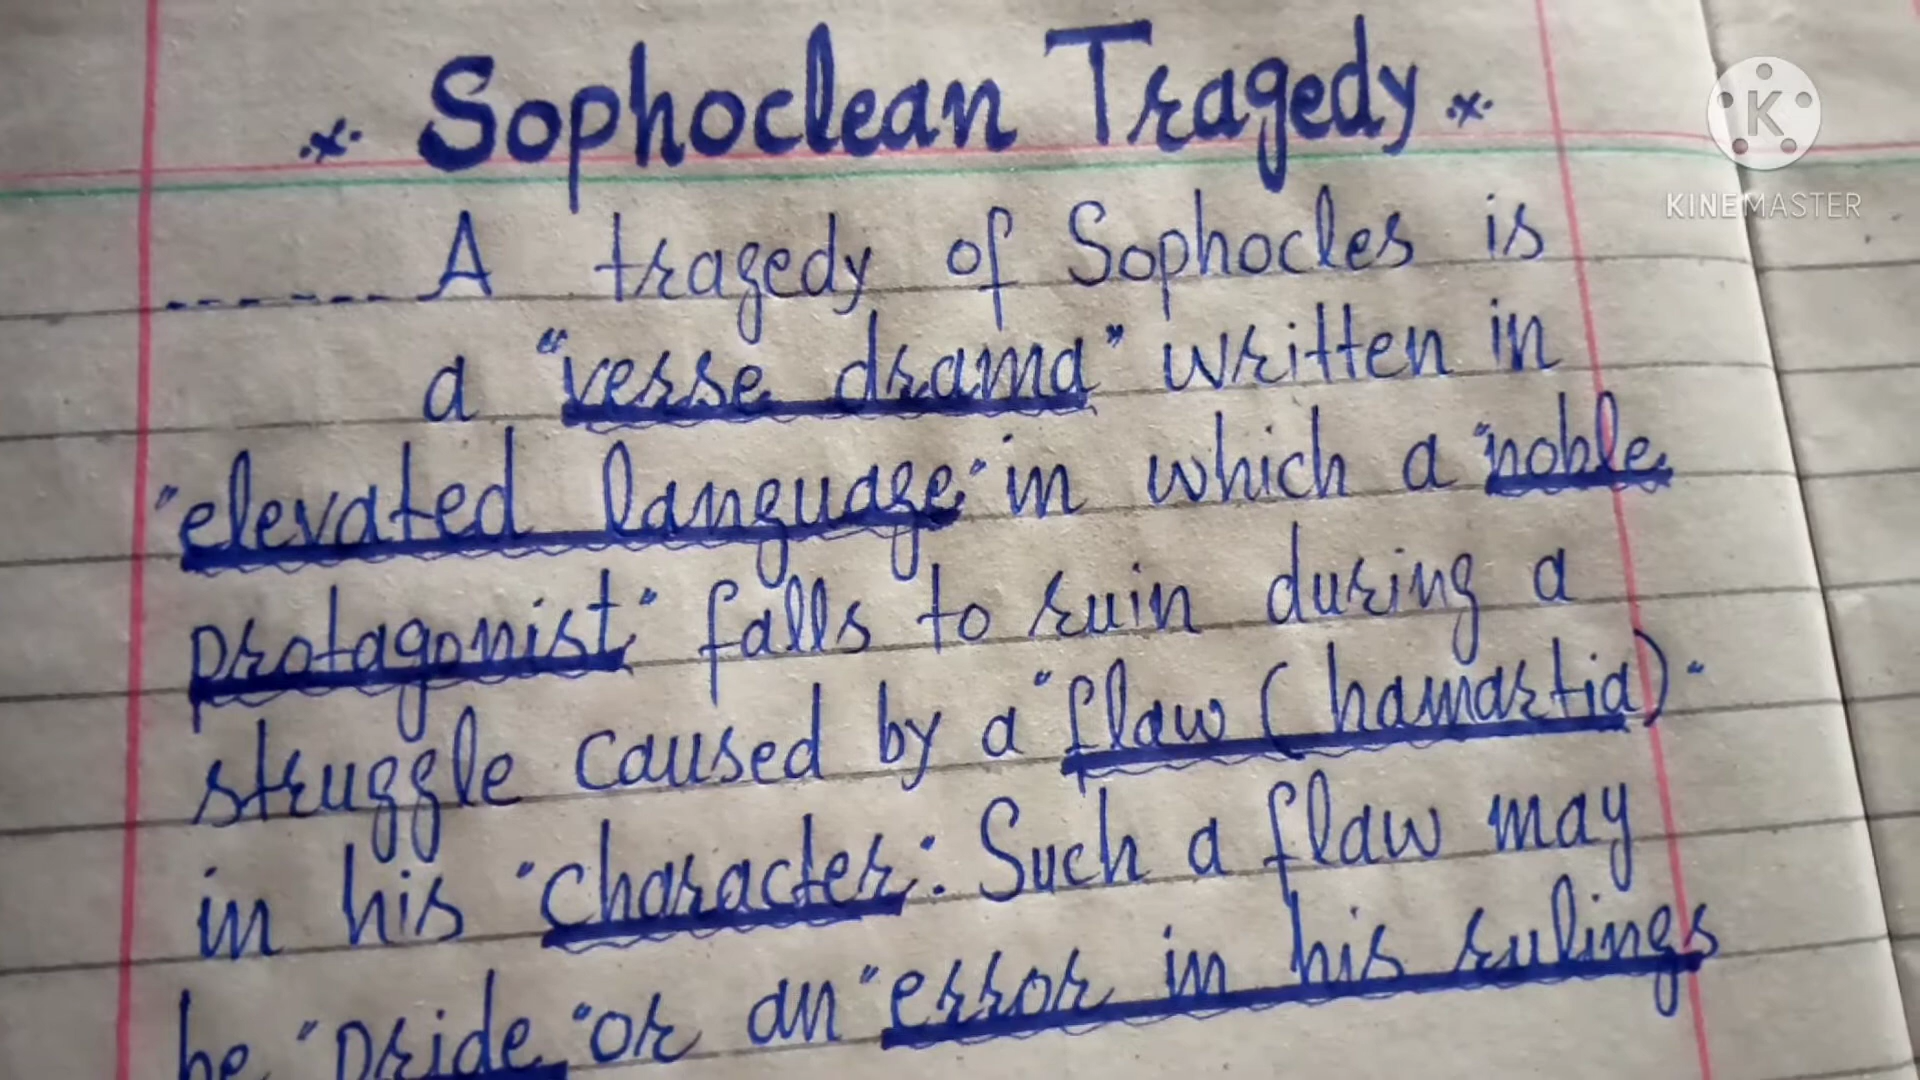 Sophoclean Tragedy
------ A tragedy of Sophocles is
a "verse drama" written in
"elevated language" in which a "noble
protagonist" falls to ruin during a
struggle caused by a "flaw (hamartia)"
in his "character". Such a flaw may
be "pride" or an "error in his rulings
K
KINEMASTER